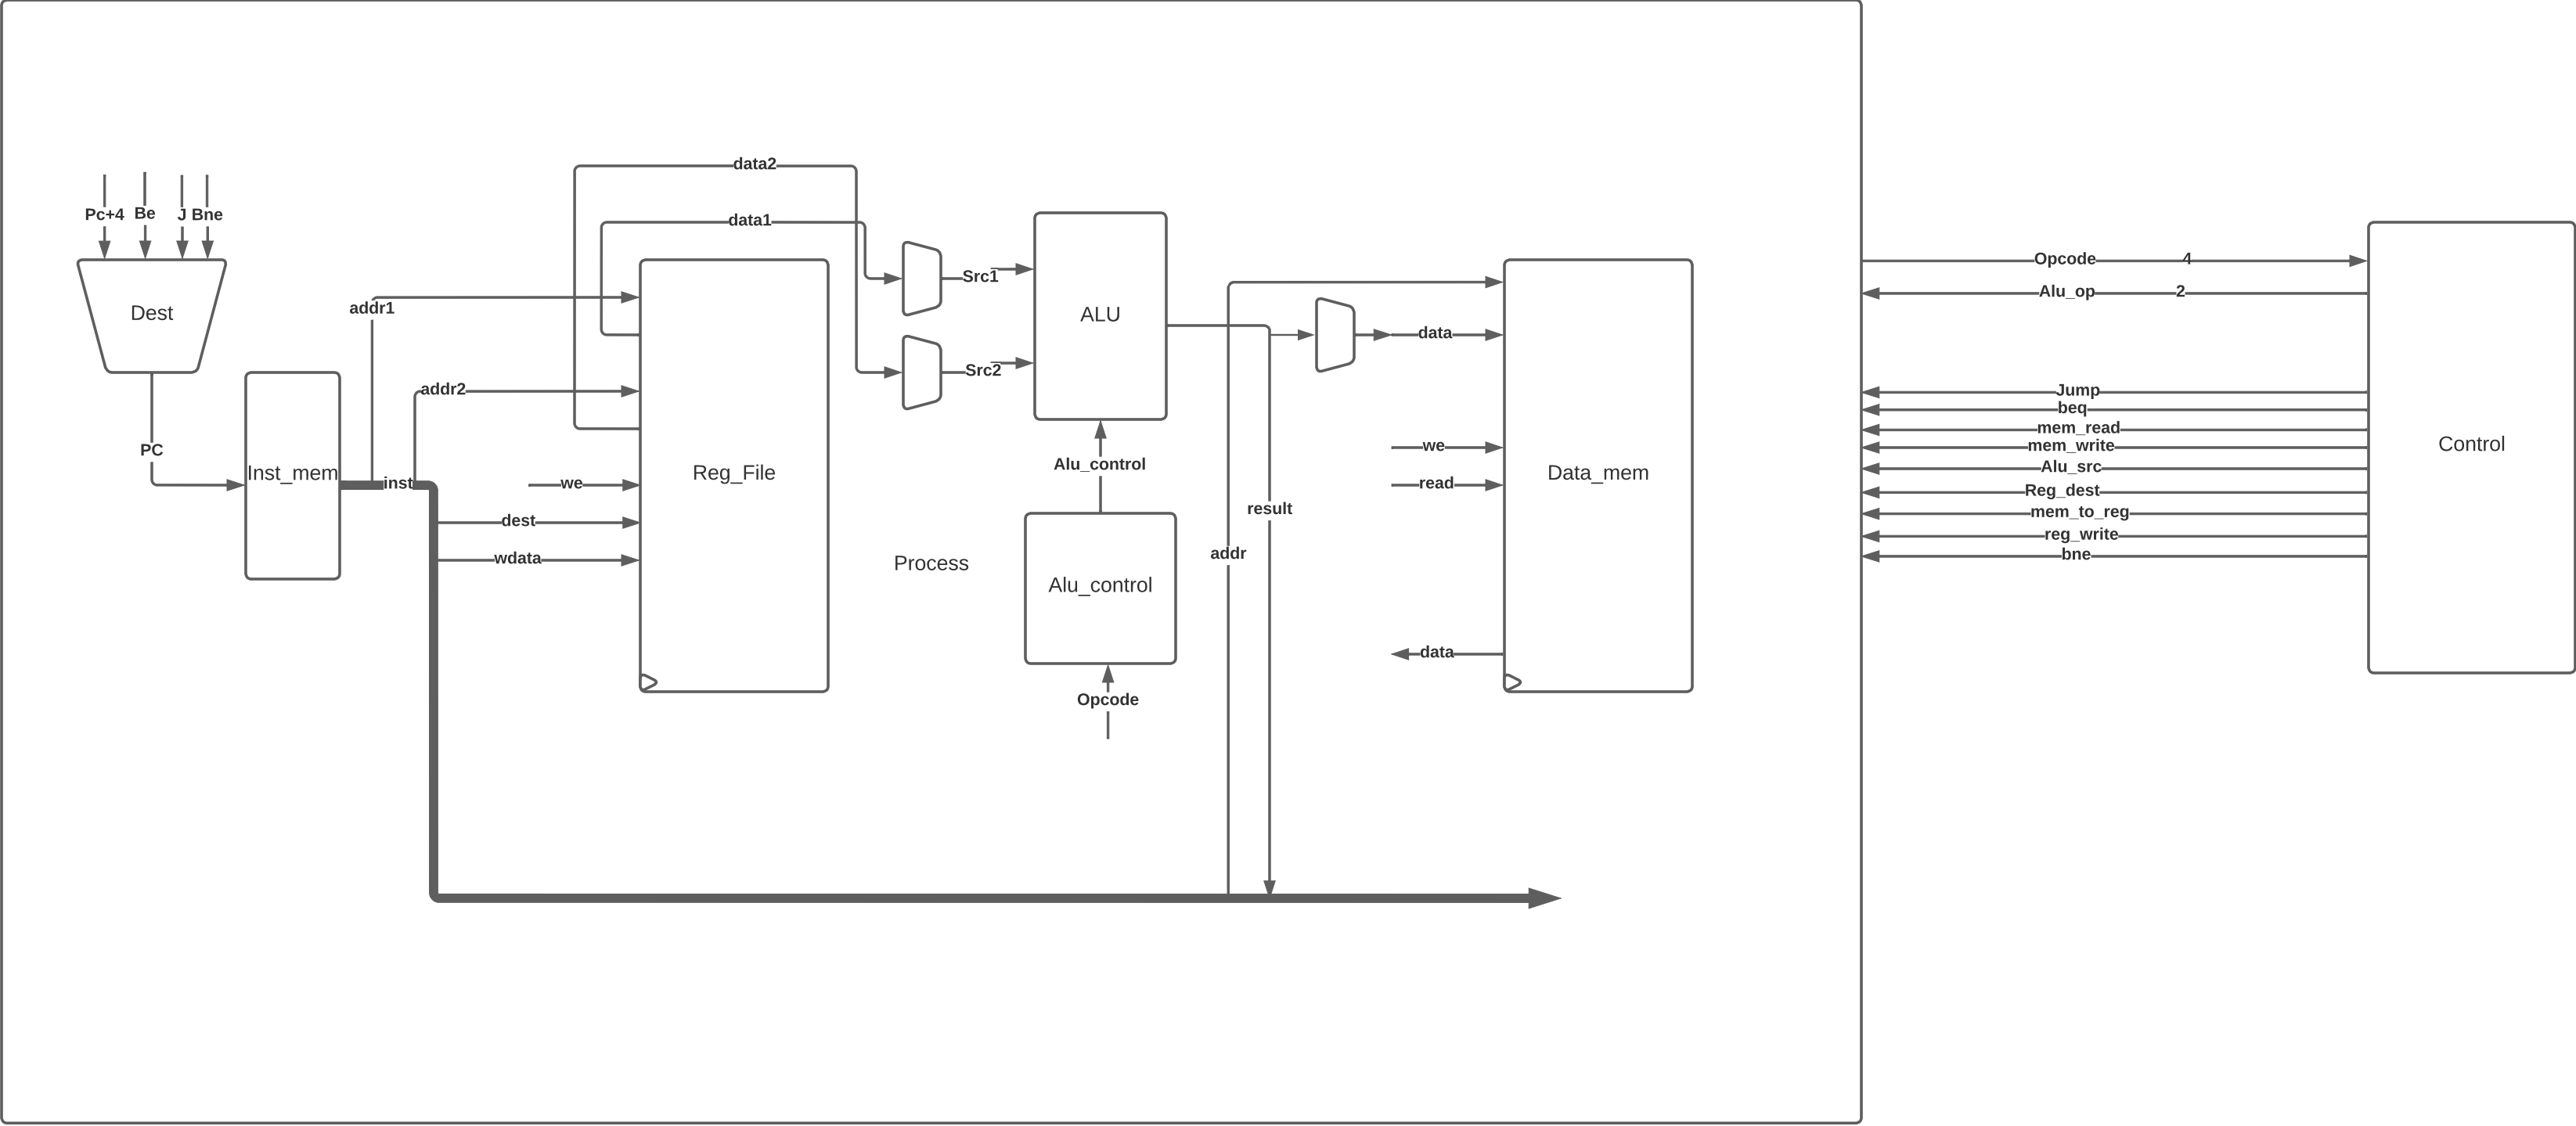 data2
Pc+4 Be J Bne
data1
Dest
addr1
Src1
ALU
data
Src2
addr2
PC
Inst_mem
inst
we
Reg_File
dest
wdata
Process
Alu_control
Alu_control
Opcode
result
addr
we
read
Data_mem
data
Opcode 4
Alu_op 2
Jump
beq
mem_read
mem_write
Alu_src
Reg_dest
mem_to_reg
reg_write
bne
Control